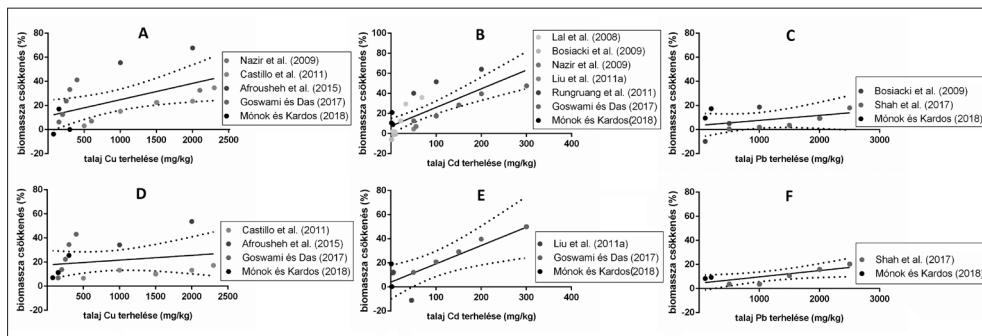 A
biomassza csökkenés (%)
80
60
40
20
0
-20
500
1000
1500
2000
2500
talaj Cu terhelése (mg/kg)
Nazir et al. (2009)
Castillo et al. (2011)
Afrousheh et al. (2015)
Goswami és Das (2017)
Mónok és Kardos (2018)
B
biomassza csökkenés (%)
100
80
60
40
20
0
-20
100
200
300
400
talaj Cd terhelése (mg/kg)
Lal et al. (2008)
Bosiacki et al. (2009)
Nazir et al. (2009)
Liu et al. (2011a)
Rungruang et al. (2011)
Goswami és Das (2017)
Mónok és Kardos(2018)
C
biomassza csökkenés (%)
80
60
40
20
0
-20
1000
2000
3000
talaj Pb terhelése (mg/kg)
Bosiacki et al. (2009)
Shah et al. (2017)
Mónok és Kardos (2018)
D
biomassza csökkenés (%)
80
60
40
20
0
-20
500
1000
1500
2000
2500
talaj Cu terhelése (mg/kg)
Castillo et al. (2011)
Afrousheh et al. (2015)
Goswami és Das (2017)
Mónok és Kardos (2018)
E
biomassza csökkenés (%)
80
60
40
20
0
-20
100
200
300
400
talaj Cd terhelése (mg/kg)
Liu et al. (2011a)
Goswami és Das (2017)
Mónok és Kardos(2018)
F
biomassza csökkenés (%)
80
60
40
20
0
-20
1000
2000
3000
talaj Pb terhelése (mg/kg)
Shah et al. (2017)
Mónok és Kardos (2018)